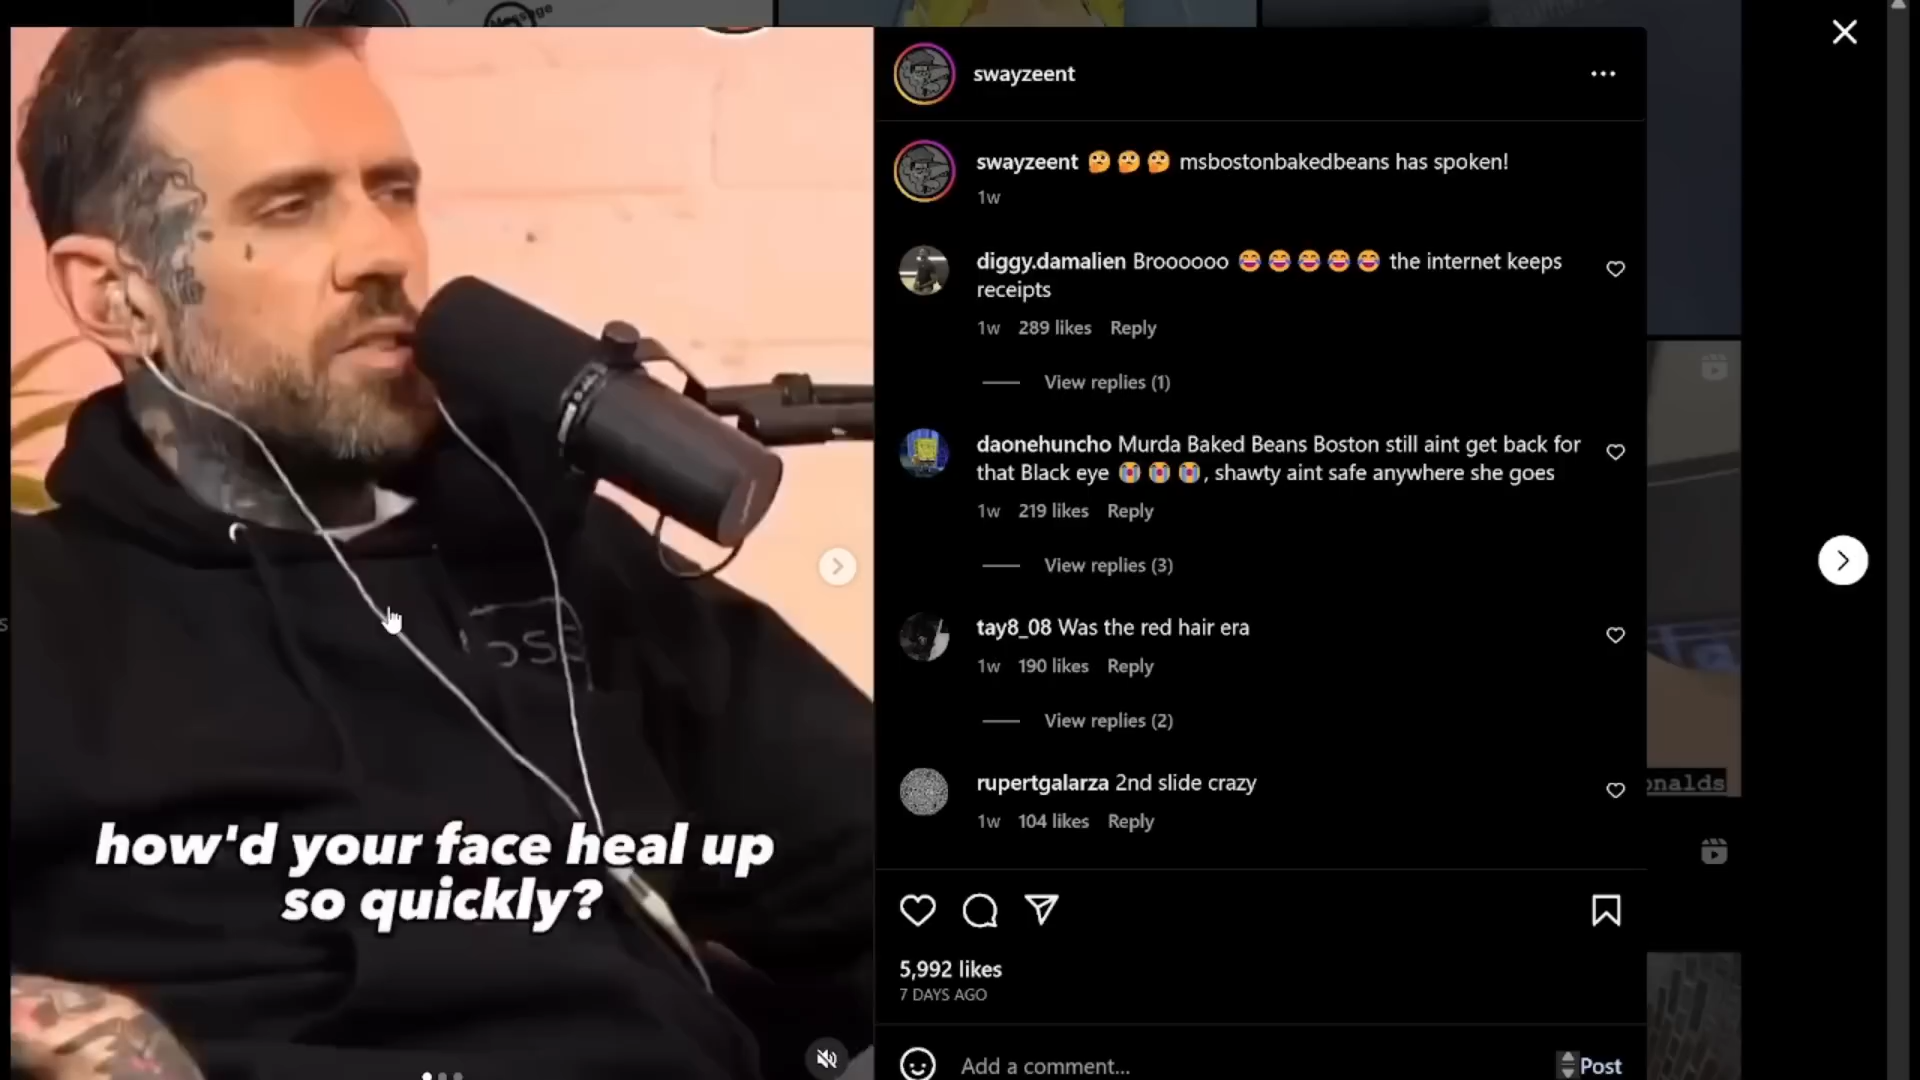 Message
swayzeent
swayzeent 🤔 🤔 🤔 msbostonbakedbeans has spoken!
1w
diggy.damalien Broooooo 😂 😂 😂 😂 😂 the internet keeps
receipts
1w 289 likes Reply
View replies (1)
daonehuncho Murda Baked Beans Boston still aint get back for
that Black eye 😭 😭 😭, shawty aint safe anywhere she goes
1w 219 likes Reply
View replies (3)
tay8_08 Was the red hair era
1w 190 likes Reply
View replies (2)
rupertgalarza 2nd slide crazy
1w 104 likes Reply
how'd your face heal up
so quickly?
5,992 likes
7 DAYS AGO
Add a comment...
Post
onalds